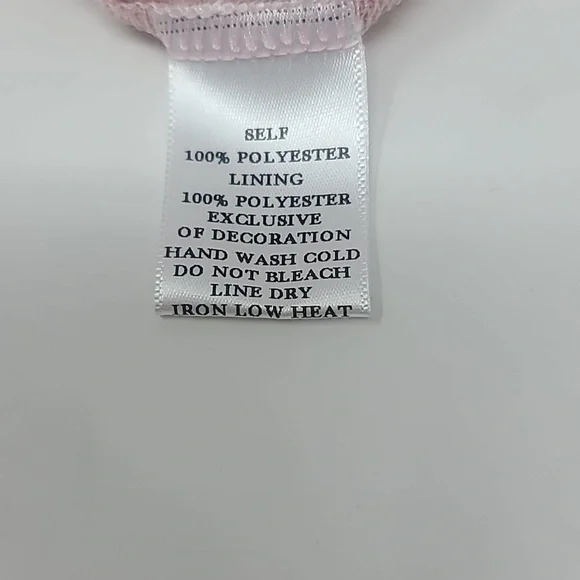 SELF
100% POLYESTER
LINING
100% POLYESTER
EXCLUSIVE
OF DECORATION
HAND WASH COLD
DO NOT BLEACH
LINE DRY
IRON LOW HEAT